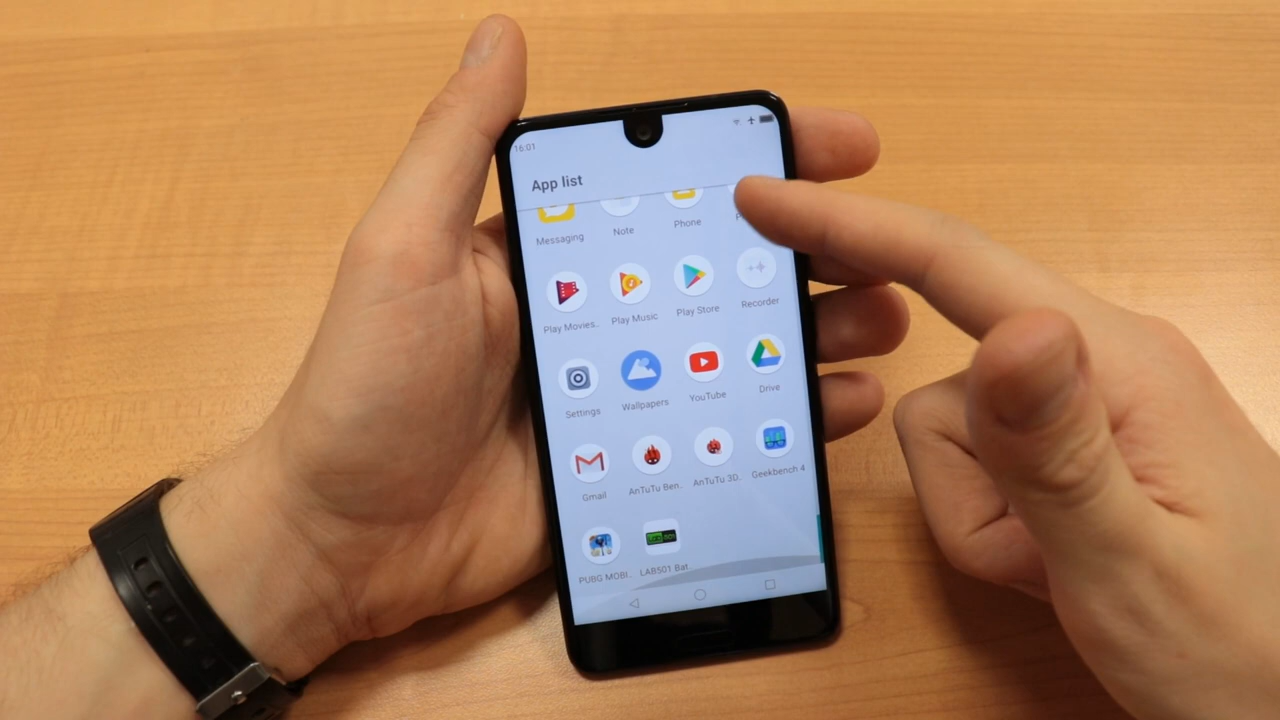 16:01
App list
Messaging
Note
Phone
Play Movies..
Play Music
Play Store
Recorder
Settings
Wallpapers
YouTube
Drive
Gmail
AnTuTu Ben..
AnTuTu 3D..
Geekbench 4
PUBG MOBI..
LAB501 Bat..